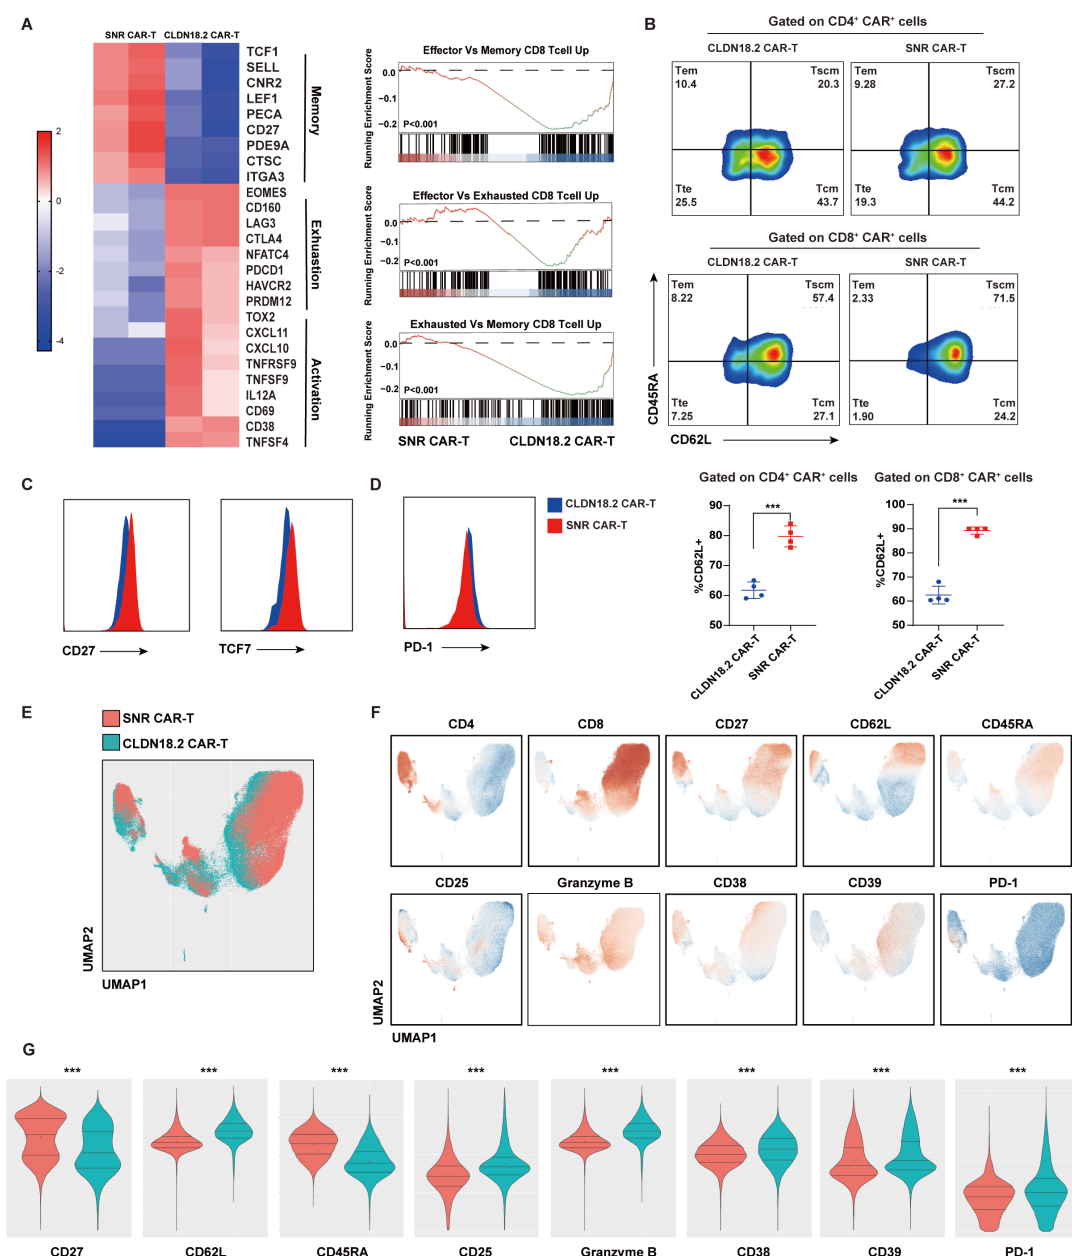 A
SNR CAR-T CLDN18.2 CAR-T
TCF1
SELL
CNR2
LEF1
PECA
CD27
PDE9A
CTSC
ITGA3
EOMES
CD160
LAG3
CTLA4
NFATC4
PDCD1
HAVCR2
PRDM12
TOX2
CXCL11
CXCL10
TNFRSF9
TNFSF9
IL12A
CD69
CD38
TNFSF4
Memory
Exhuastion
Activation
2
0
-2
-4
Effector Vs Memory CD8 Tcell Up
Running Enrichment Score
0.0
-0.1
-0.2
P<0.001
Effector Vs Exhausted CD8 Tcell Up
Running Enrichment Score
0.0
-0.1
-0.2
P<0.001
Exhausted Vs Memory CD8 Tcell Up
Running Enrichment Score
0.0
-0.1
-0.2
P<0.001
SNR CAR-T CLDN18.2 CAR-T
B
Gated on CD4+ CAR+ cells
CLDN18.2 CAR-T SNR CAR-T
Tem Tscm
10.4 20.3
Tte Tcm
25.5 43.7
Tem Tscm
9.28 27.2
Tte Tcm
19.3 44.2
Gated on CD8+ CAR+ cells
CLDN18.2 CAR-T SNR CAR-T
Tem Tscm
8.22 57.4
Tte Tcm
7.25 27.1
Tem Tscm
2.33 71.5
Tte Tcm
1.90 24.2
CD45RA
CD62L
Gated on CD4+ CAR+ cells
%CD62L+
90
80
70
60
50
***
CLDN18.2 CAR-T
SNR CAR-T
Gated on CD8+ CAR+ cells
%CD62L+
100
90
80
70
60
50
***
CLDN18.2 CAR-T
SNR CAR-T
C
CD27
TCF7
D
PD-1
CLDN18.2 CAR-T
SNR CAR-T
E
SNR CAR-T
CLDN18.2 CAR-T
UMAP2
UMAP1
F
CD4 CD8 CD27 CD62L CD45RA
CD25 Granzyme B CD38 CD39 PD-1
UMAP2
UMAP1
G
*** *** *** *** *** *** *** ***
CD27 CD62L CD45RA CD25 Granzyme B CD38 CD39 PD-1